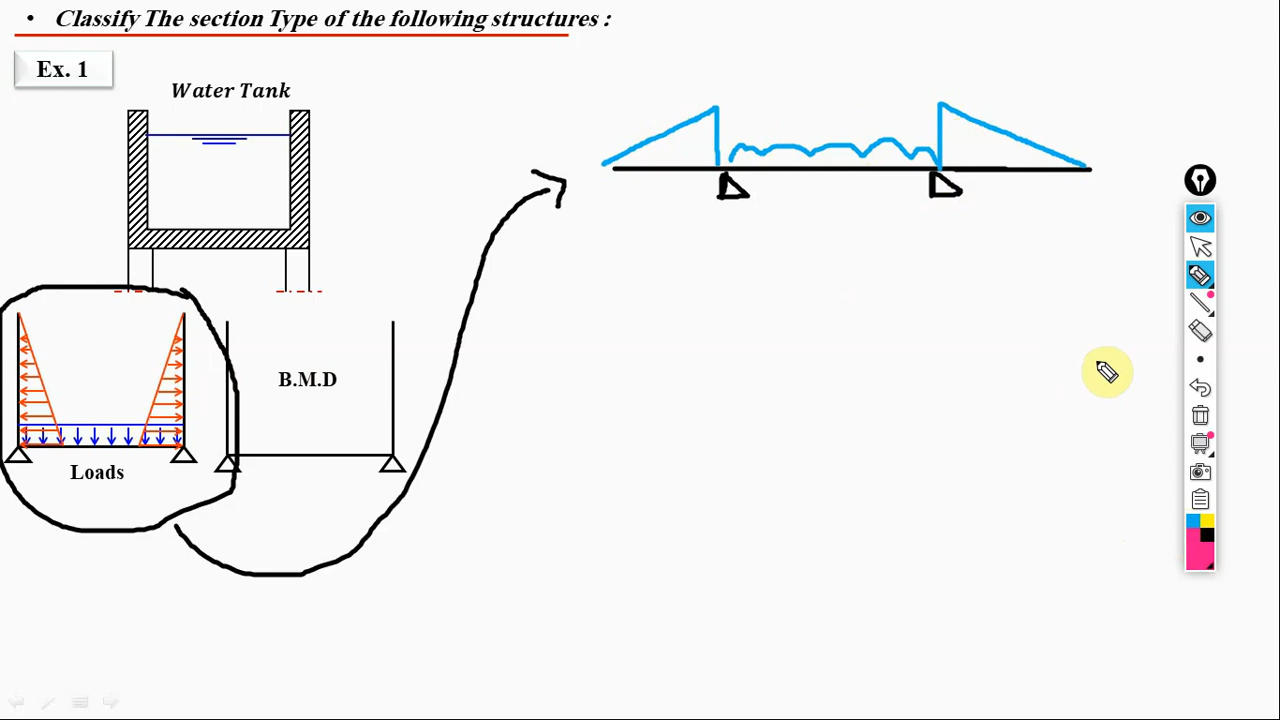 • Classify The section Type of the following structures :
Ex. 1
Water Tank
B.M.D
Loads